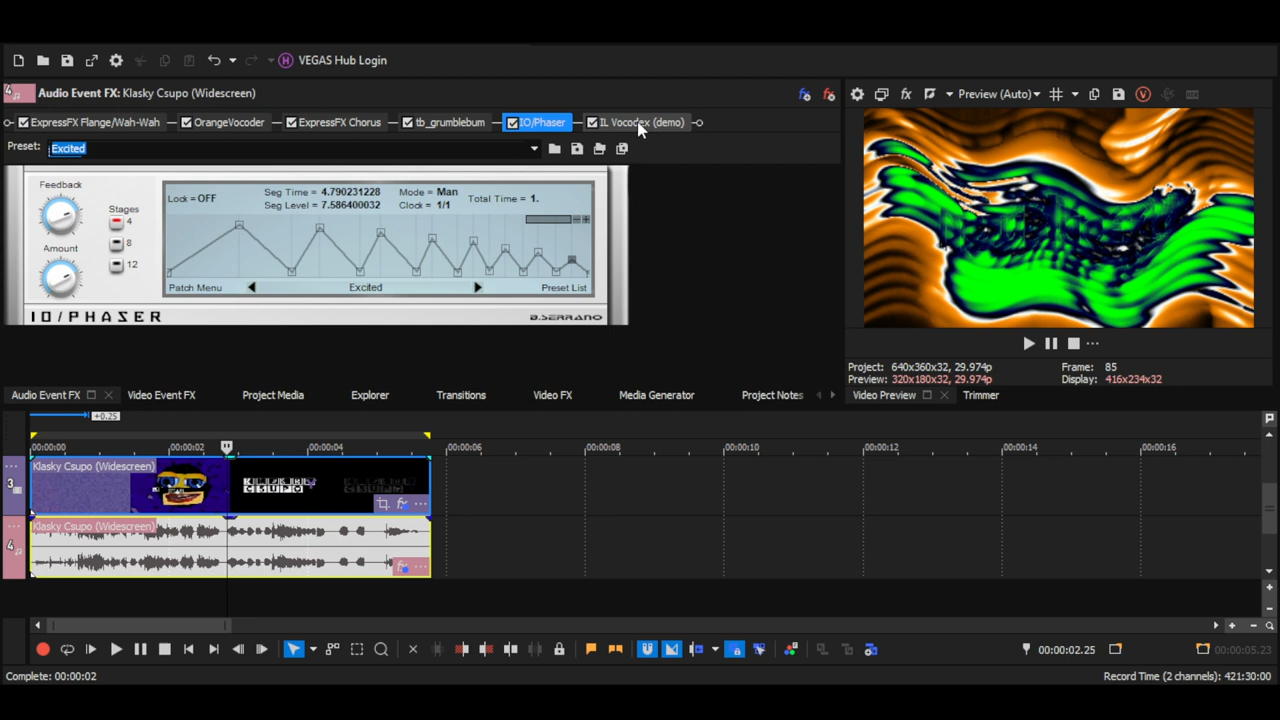 VEGAS Hub Login
4 Audio Event FX: Klasky Csupo (Widescreen)
Preview (Auto)
ExpressFX Flange/Wah-Wah OrangeVocoder ExpressFX Chorus tb_grumblebum IO/Phaser IL Vocodex (demo)
Preset: Excited
Feedback
Stages
4
8
12
Amount
Lock = OFF
Seg Time = 4.790231228 Mode = Man
Seg Level = 7.586400032 Clock = 1/1 Total Time = 1.
Patch Menu Excited Preset List
IO/PHASER B.SERRANO
Project: 640x360x32, 29.974p Frame: 85
Preview: 320x180x32, 29.974p Display: 416x234x32
Audio Event FX Video Event FX Project Media Explorer Transitions Video FX Media Generator Project Notes Video Preview Trimmer
+0.25
00:00:00 00:00:02 00:00:04 00:00:06 00:00:08 00:00:10 00:00:12 00:00:14 00:00:16
3 Klasky Csupo (Widescreen)
CSUPO
4 Klasky Csupo (Widescreen)
00:00:02.25 00:00:05.23
Complete: 00:00:02 Record Time (2 channels): 421:30:00